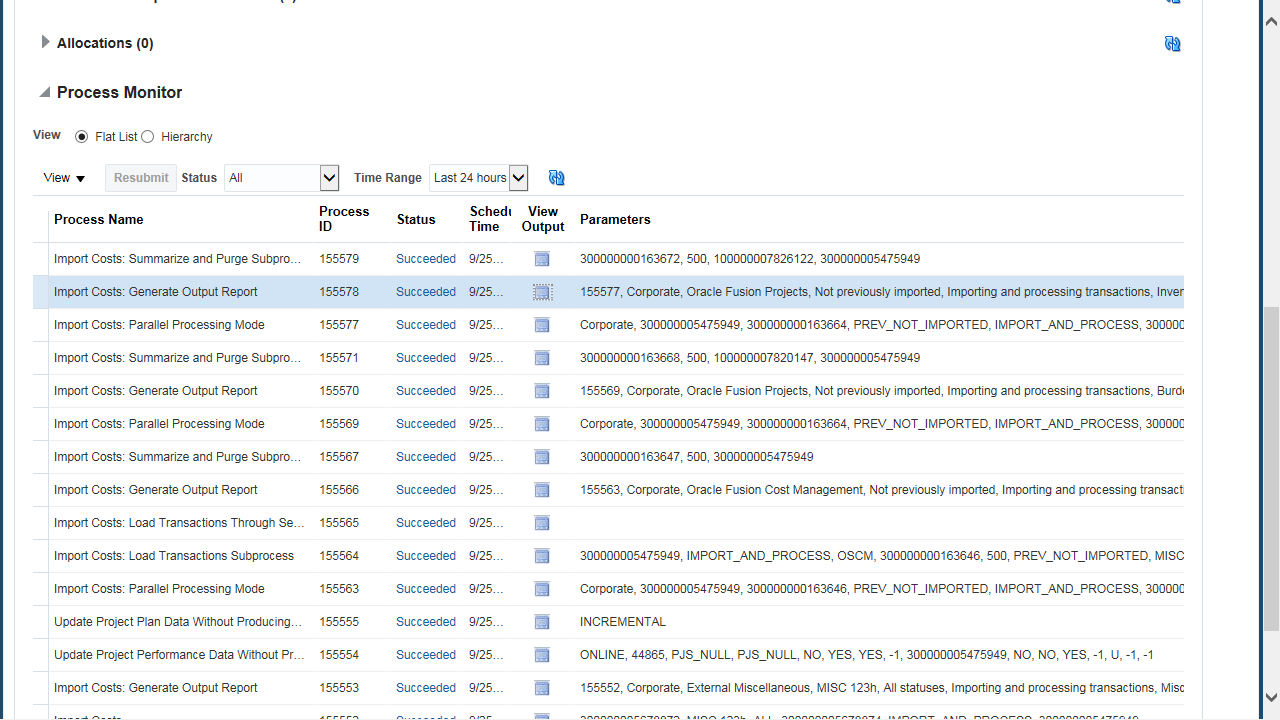 Allocations (0)
Process Monitor
View Flat List Hierarchy
View Resubmit Status All Time Range Last 24 hours
Process Name Process ID Status Schedu Time View Output Parameters
Import Costs: Summarize and Purge Subpro... 155579 Succeeded 9/25... 300000000163672, 500, 100000007826122, 300000005475949
Import Costs: Generate Output Report 155578 Succeeded 9/25... 155577, Corporate, Oracle Fusion Projects, Not previously imported, Importing and processing transactions, Inver
Import Costs: Parallel Processing Mode 155577 Succeeded 9/25... Corporate, 300000005475949, 300000000163664, PREV_NOT_IMPORTED, IMPORT_AND_PROCESS, 300000
Import Costs: Summarize and Purge Subpro... 155571 Succeeded 9/25... 300000000163668, 500, 100000007820147, 300000005475949
Import Costs: Generate Output Report 155570 Succeeded 9/25... 155569, Corporate, Oracle Fusion Projects, Not previously imported, Importing and processing transactions, Burde
Import Costs: Parallel Processing Mode 155569 Succeeded 9/25... Corporate, 300000005475949, 300000000163664, PREV_NOT_IMPORTED, IMPORT_AND_PROCESS, 300000
Import Costs: Summarize and Purge Subpro... 155567 Succeeded 9/25... 300000000163647, 500, 300000005475949
Import Costs: Generate Output Report 155566 Succeeded 9/25... 155563, Corporate, Oracle Fusion Cost Management, Not previously imported, Importing and processing transacti
Import Costs: Load Transactions Through Se... 155565 Succeeded 9/25...
Import Costs: Load Transactions Subprocess 155564 Succeeded 9/25... 300000005475949, IMPORT_AND_PROCESS, OSCM, 300000000163646, 500, PREV_NOT_IMPORTED, MISC
Import Costs: Parallel Processing Mode 155563 Succeeded 9/25... Corporate, 300000005475949, 300000000163646, PREV_NOT_IMPORTED, IMPORT_AND_PROCESS, 300000
Update Project Plan Data Without Producing... 155555 Succeeded 9/25... INCREMENTAL
Update Project Performance Data Without Pr... 155554 Succeeded 9/25... ONLINE, 44865, PJS_NULL, PJS_NULL, NO, YES, YES, -1, 300000005475949, NO, NO, YES, -1, U, -1, -1
Import Costs: Generate Output Report 155553 Succeeded 9/25... 155552, Corporate, External Miscellaneous, MISC 123h, All statuses, Importing and processing transactions, Misc